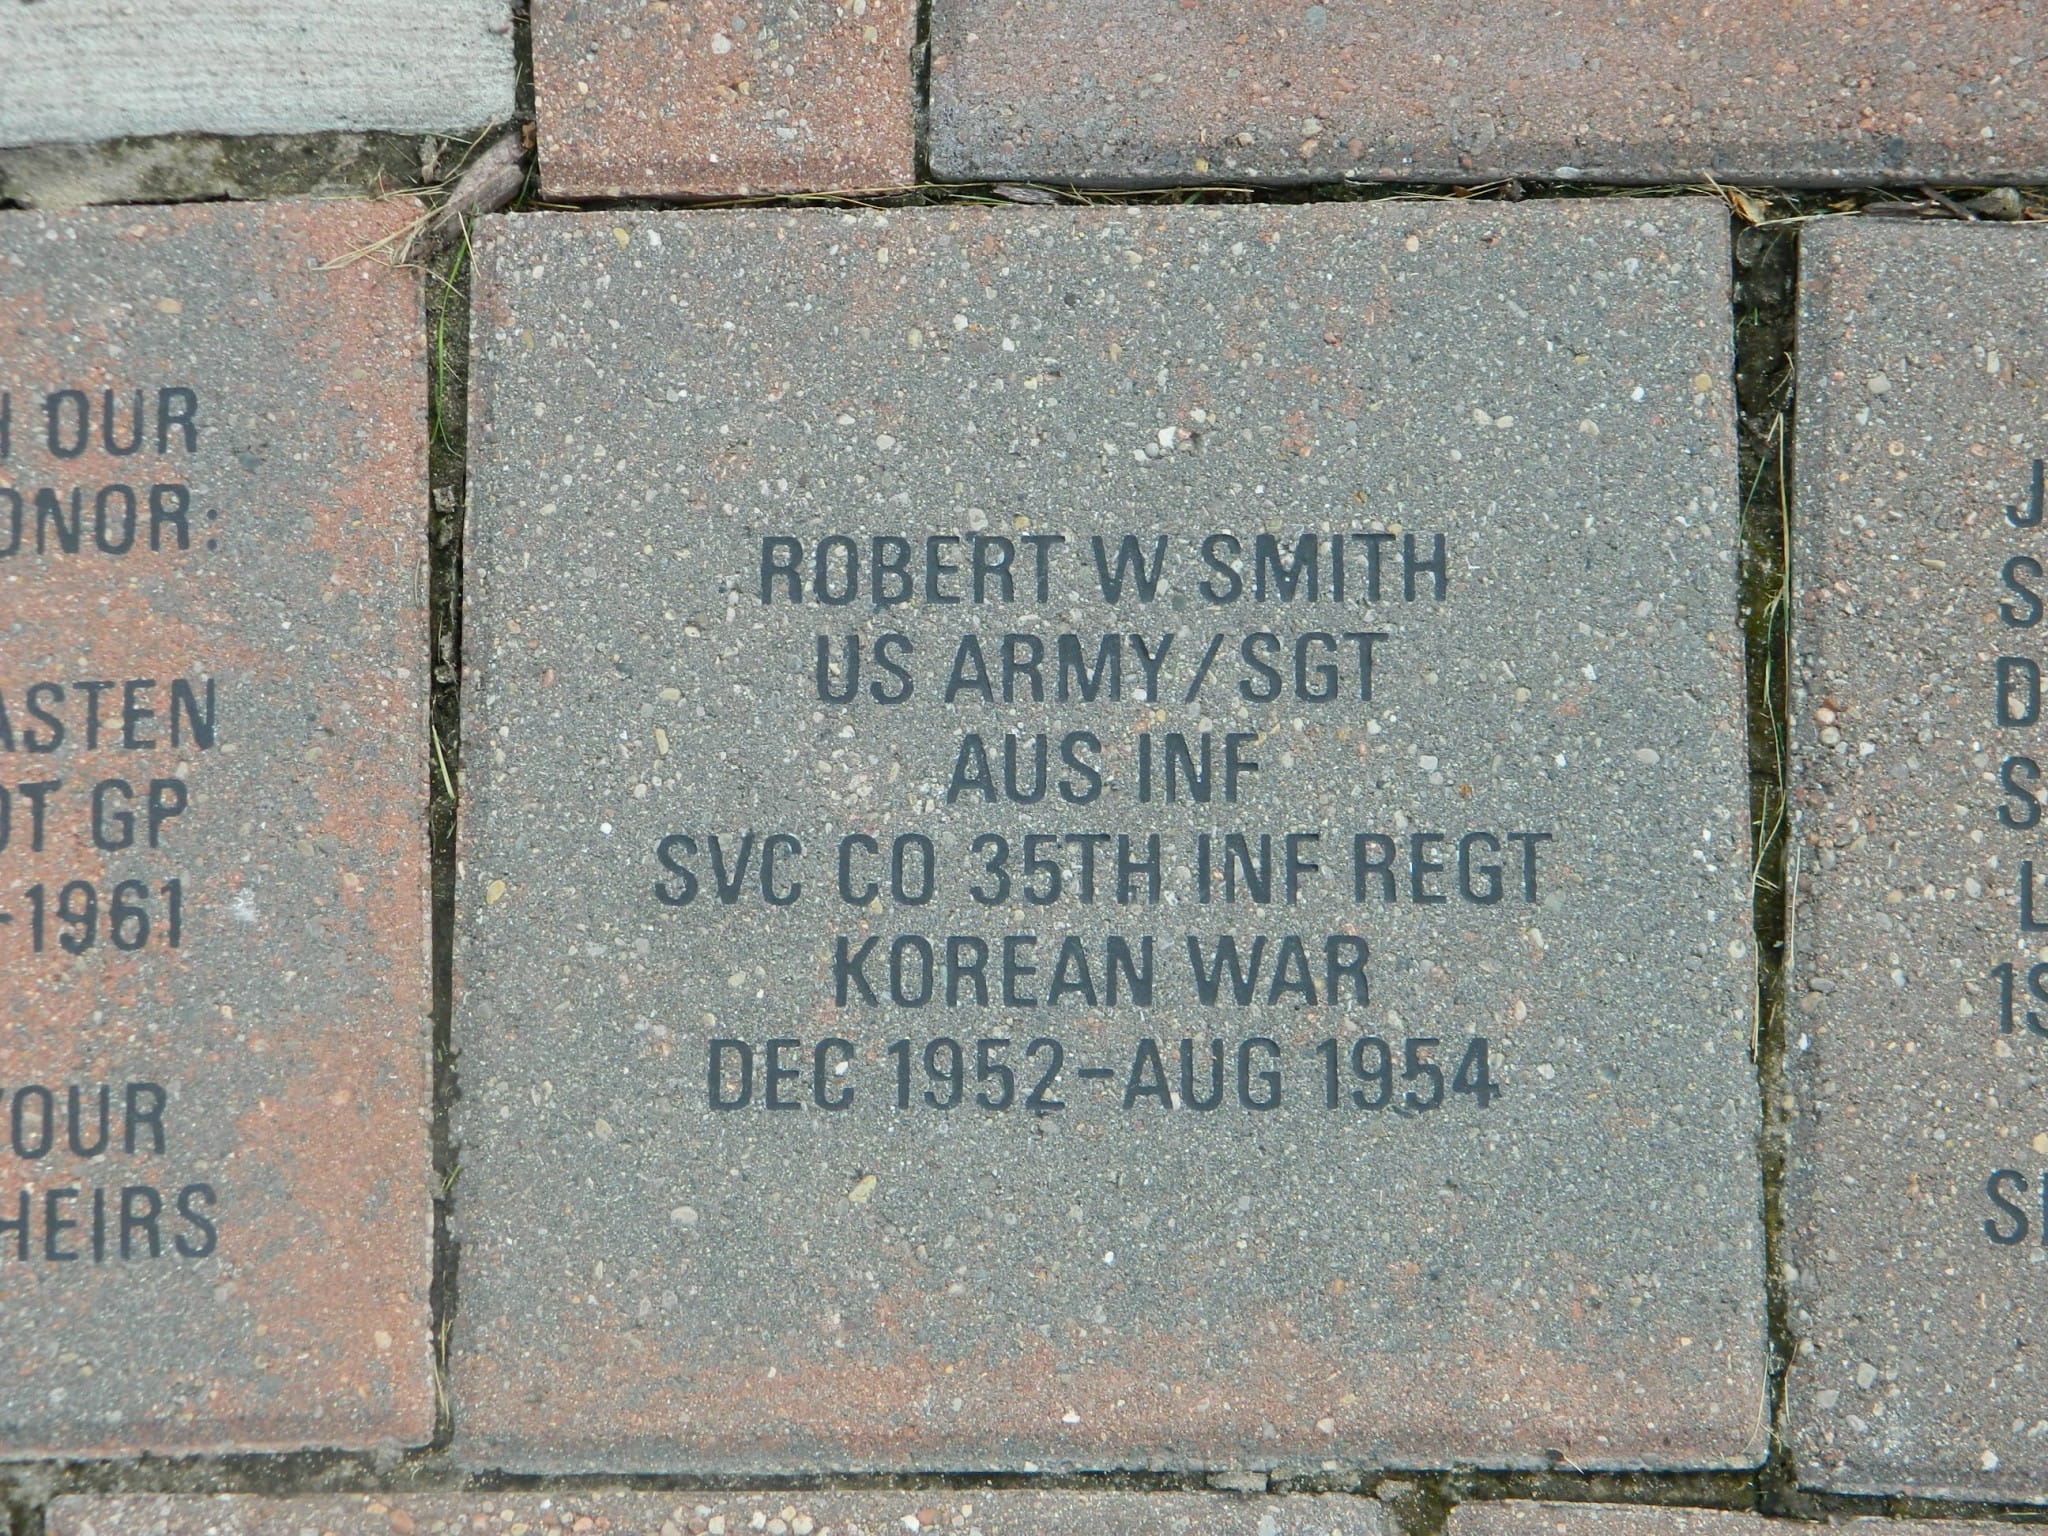 OUR
ASTEN
GP
-1961
YOUR
HEIRS
ROBERT W. SMITH
US ARMY/SGT
AUS INF
SVC CO 35TH INF REGT
KOREAN WAR
DEC 1952-AUG 1954